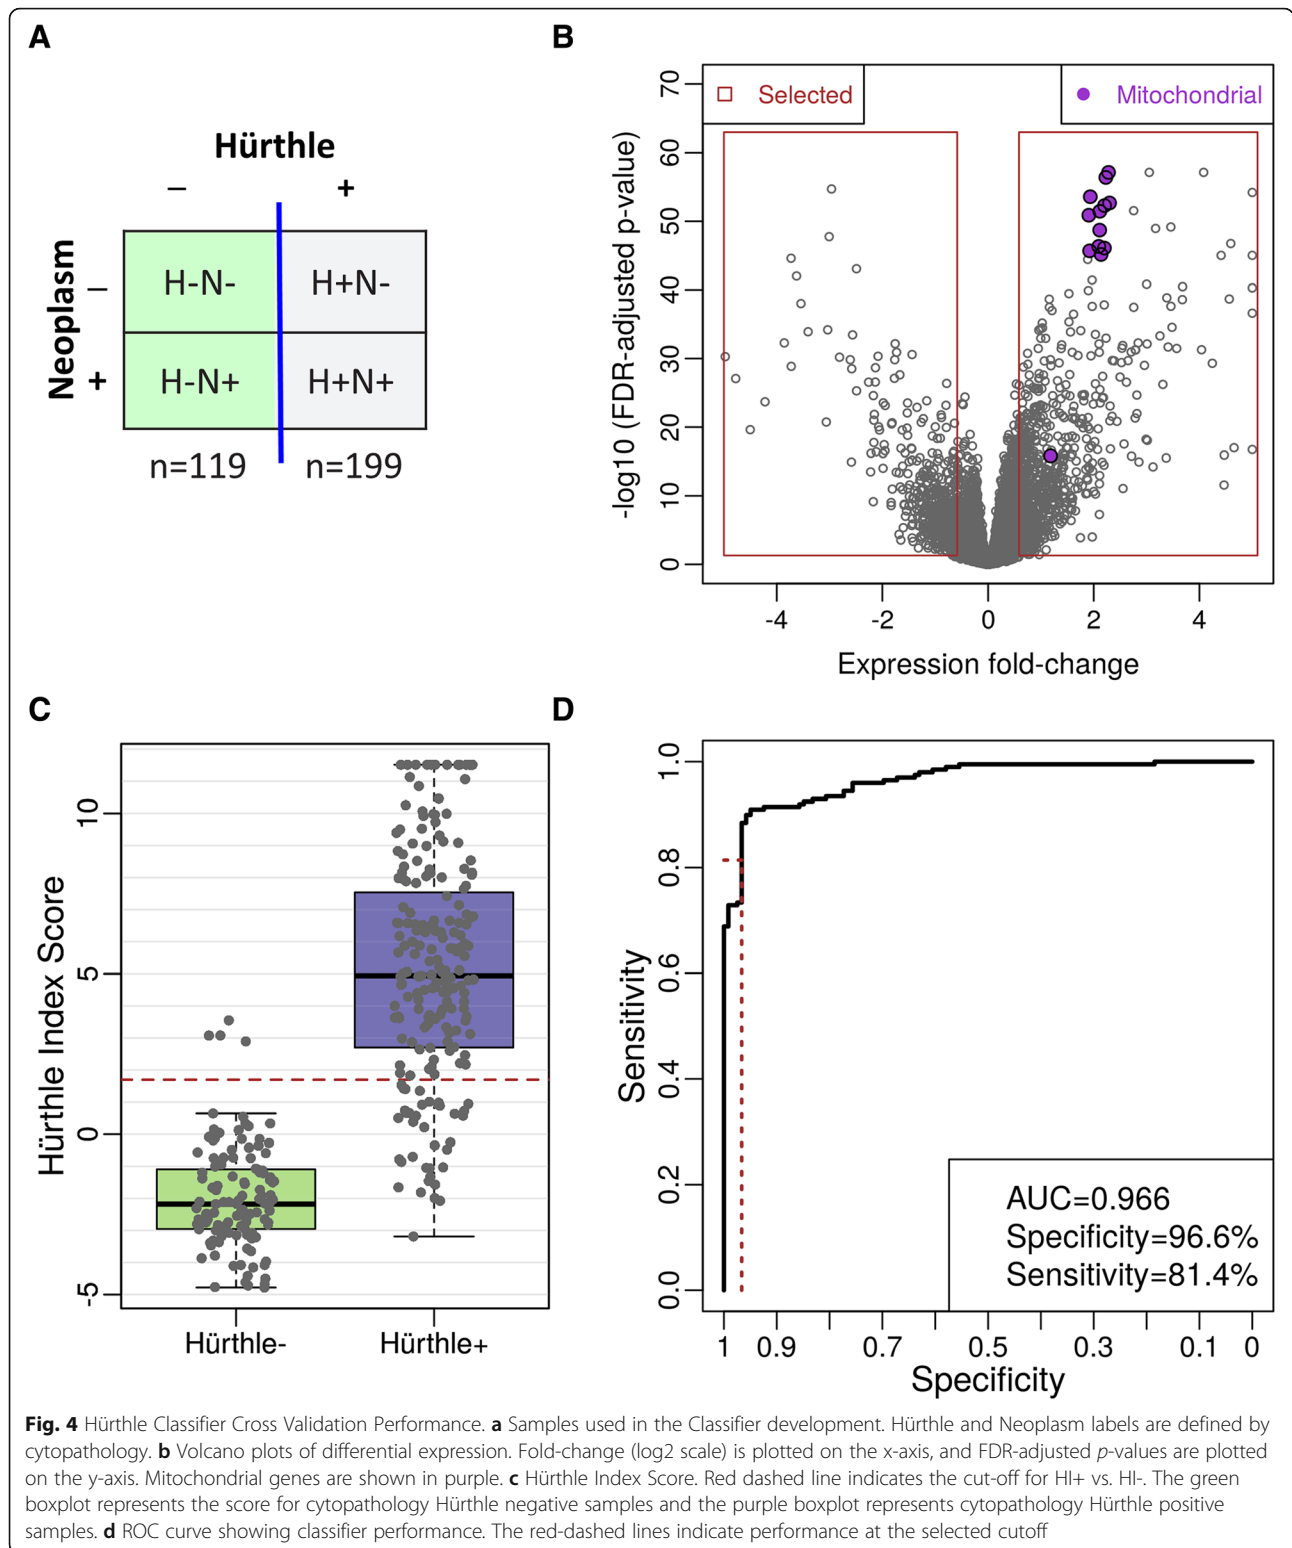 A
Hürthle
– +
Neoplasm
–
H-N- H+N-
+
H-N+ H+N+
n=119 n=199
B
Selected
Mitochondrial
-log10 (FDR-adjusted p-value)
70
60
50
40
30
20
10
0
-4 -2 0 2 4
Expression fold-change
C
Hürthle Index Score
10
5
0
-5
Hürthle- Hürthle+
D
Sensitivity
1.0
0.8
0.6
0.4
0.2
0.0
AUC=0.966
Specificity=96.6%
Sensitivity=81.4%
1 0.9 0.7 0.5 0.3 0.1 0
Specificity
Fig. 4 Hürthle Classifier Cross Validation Performance. a Samples used in the Classifier development. Hürthle and Neoplasm labels are defined by
cytopathology. b Volcano plots of differential expression. Fold-change (log2 scale) is plotted on the x-axis, and FDR-adjusted p-values are plotted
on the y-axis. Mitochondrial genes are shown in purple. c Hürthle Index Score. Red dashed line indicates the cut-off for HI+ vs. HI-. The green
boxplot represents the score for cytopathology Hürthle negative samples and the purple boxplot represents cytopathology Hürthle positive
samples. d ROC curve showing classifier performance. The red-dashed lines indicate performance at the selected cutoff